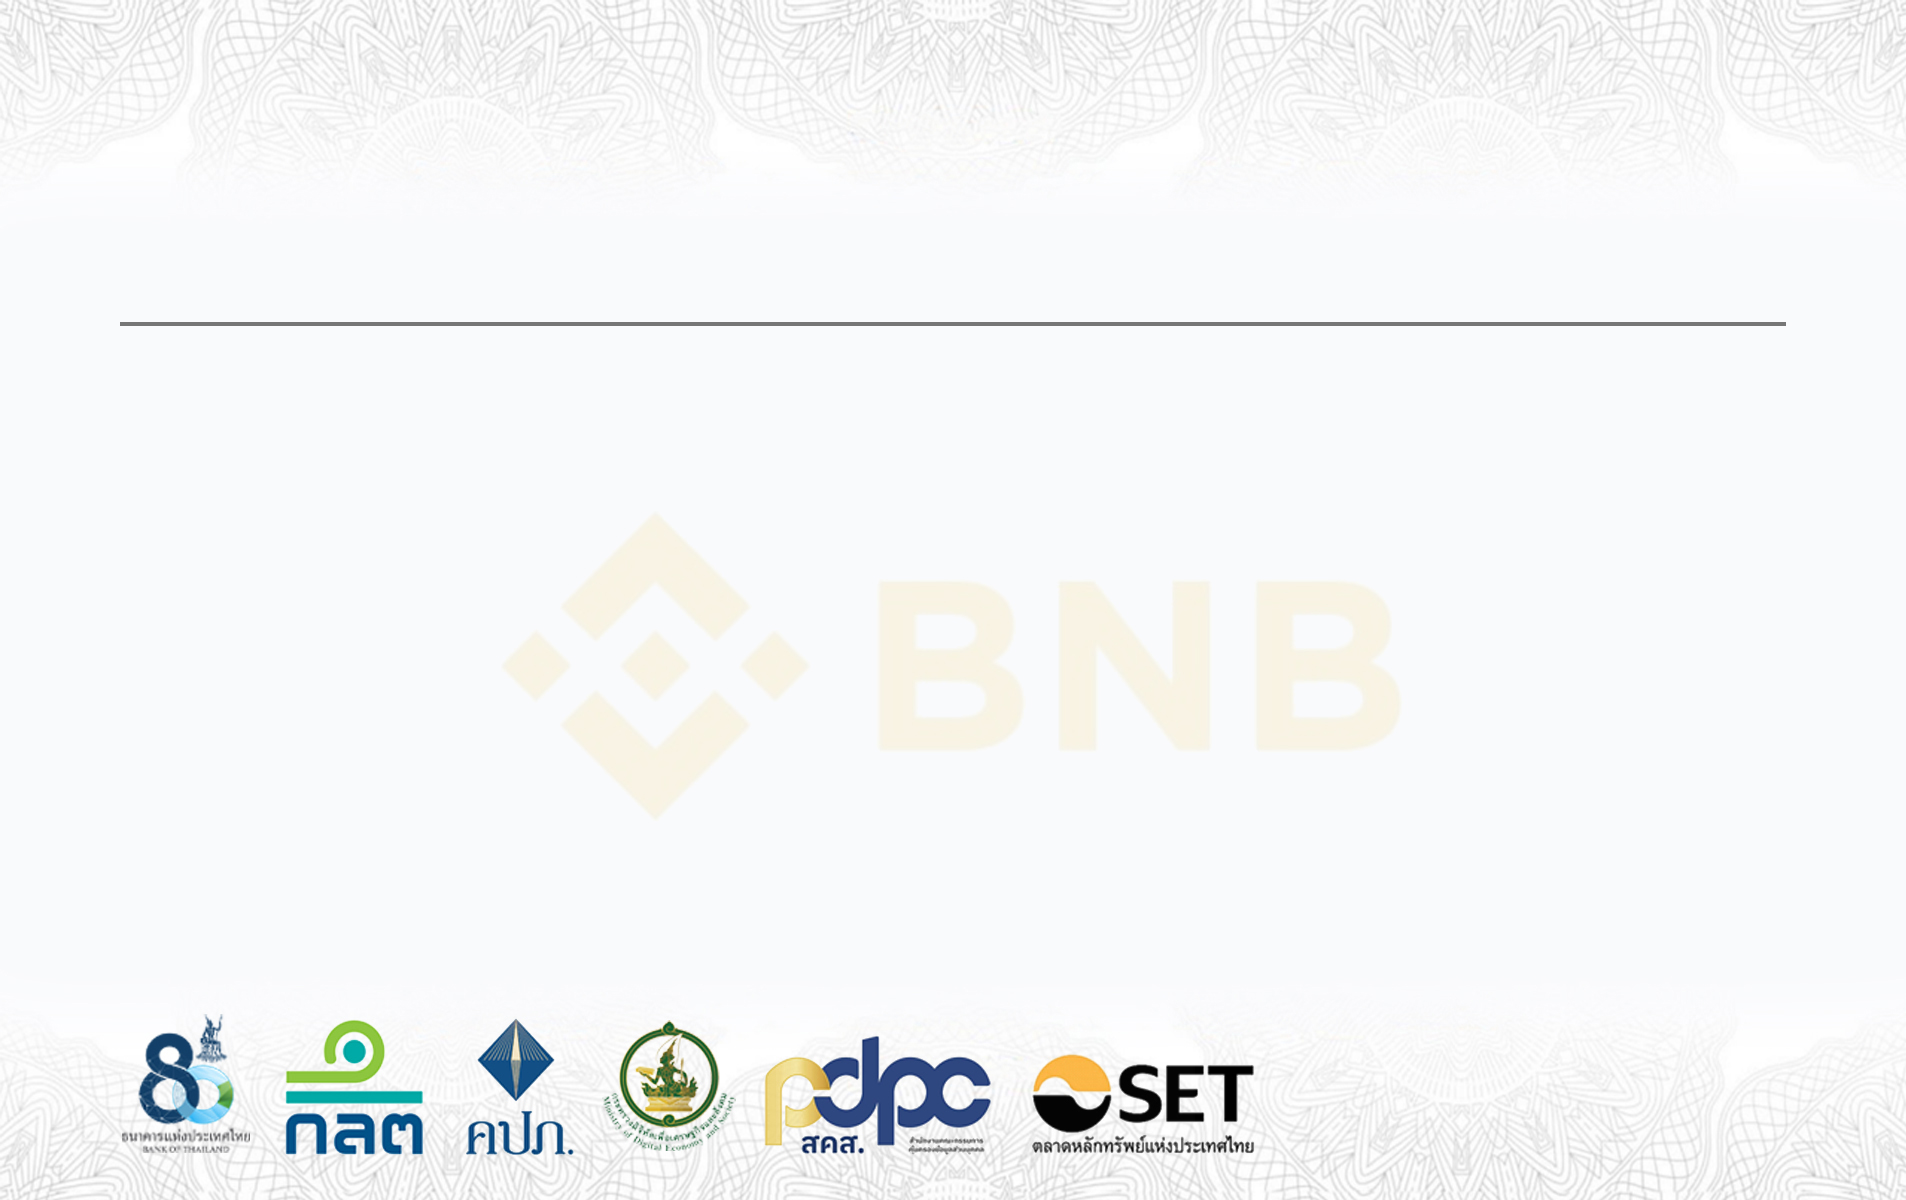 BNB
80
ธนาคารแห่งประเทศไทย
BANK OF THAILAND
กลต
คปภ.
กระทรวงดิจิทัลเพื่อเศรษฐกิจและสังคม
Ministry of Digital Economy and Society
pdpc
สคส.
สำนักงานคณะกรรมการ
คุ้มครองข้อมูลส่วนบุคคล
SET
ตลาดหลักทรัพย์แห่งประเทศไทย